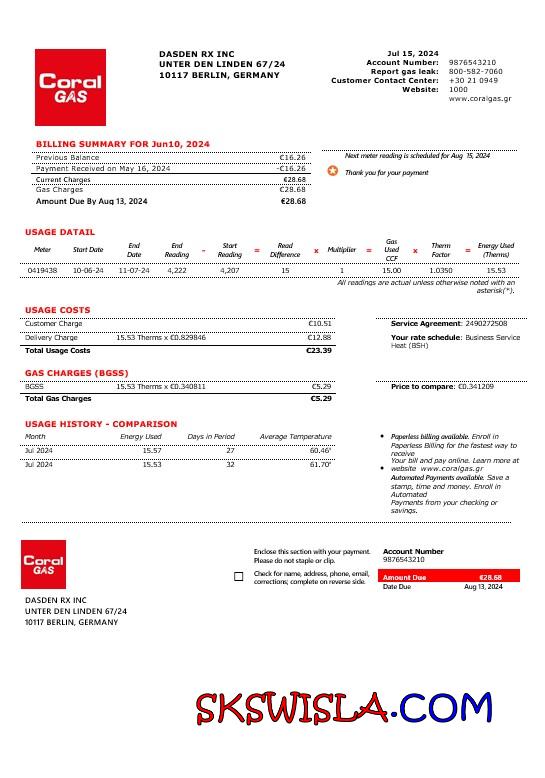 Coral
GAS
DASDEN RX INC
UNTER DEN LINDEN 67/24
10117 BERLIN, GERMANY
Jul 15, 2024
Account Number: 9876543210
Report gas leak: 800-582-7060
Customer Contact Center: +30 21 0949
Website: 1000
www.coralgas.gr
BILLING SUMMARY FOR Jun10, 2024
Previous Balance €16.26
Payment Received on May 16, 2024 -€16.26
Current Charges €28.68
Gas Charges €28.68
Amount Due By Aug 13, 2024 €28.68
Next meter reading is scheduled for Aug 15, 2024
Thank you for your payment
USAGE DATAIL
Meter Start Date End Date End Reading - Start Reading = Read Difference x Multiplier = Gas Used CCF x Therm Factor = Energy Used (Therms)
0419438 10-06-24 11-07-24 4,222 4,207 15 1 15.00 1.0350 15.53
All readings are actual unless otherwise noted with an
asterisk(*).
USAGE COSTS
Customer Charge €10.51
Delivery Charge 15.53 Therms x €0.829846 €12.88
Total Usage Costs €23.39
Service Agreement: 2490272508
Your rate schedule: Business Service
Heat (BSH)
GAS CHARGES (BGSS)
BGSS 15.53 Therms x €0.340811 €5.29
Total Gas Charges €5.29
Price to compare: €0.341209
USAGE HISTORY - COMPARISON
Month Energy Used Days in Period Average Temperature
Jul 2024 15.57 27 60.46°
Jul 2024 15.53 32 61.70°
• Paperless billing available. Enroll in
Paperless Billing for the fastest way to
receive
Your bill and pay online. Learn more at
• website www.coralgas.gr
Automated Payments available. Save a
stamp, time and money. Enroll in
Automated
Payments from your checking or
savings.
Coral
GAS
DASDEN RX INC
UNTER DEN LINDEN 67/24
10117 BERLIN, GERMANY
Enclose this section with your payment.
Please do not staple or clip.
Check for name, address, phone, email,
corrections; complete on reverse side.
Account Number
9876543210
Amount Due €28.68
Date Due Aug 13, 2024
SKSWISLA.COM